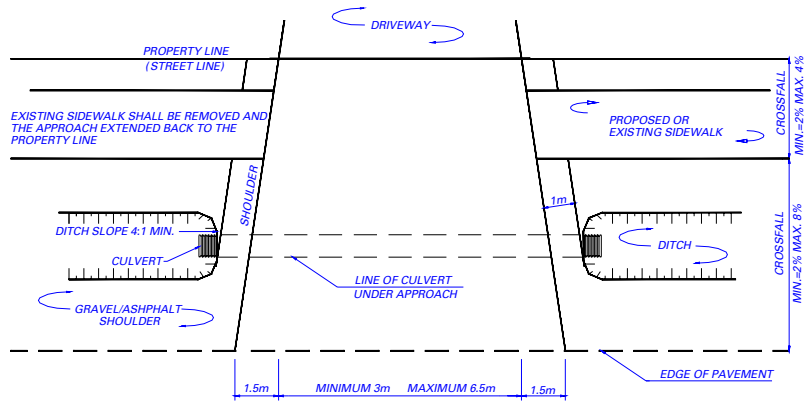 DRIVEWAY
PROPERTY LINE
(STREET LINE)
EXISTING SIDEWALK SHALL BE REMOVED AND
THE APPROACH EXTENDED BACK TO THE
PROPERTY LINE
PROPOSED OR
EXISTING SIDEWALK
CROSSFALL
MIN.=2% MAX. 4%
SHOULDER
1m
DITCH SLOPE 4:1 MIN.
CULVERT
DITCH
LINE OF CULVERT
UNDER APPROACH
GRAVEL/ASHPHALT
SHOULDER
CROSSFALL
MIN.=2% MAX. 8%
EDGE OF PAVEMENT
1.5m
MINIMUM 3m MAXIMUM 6.5m
1.5m